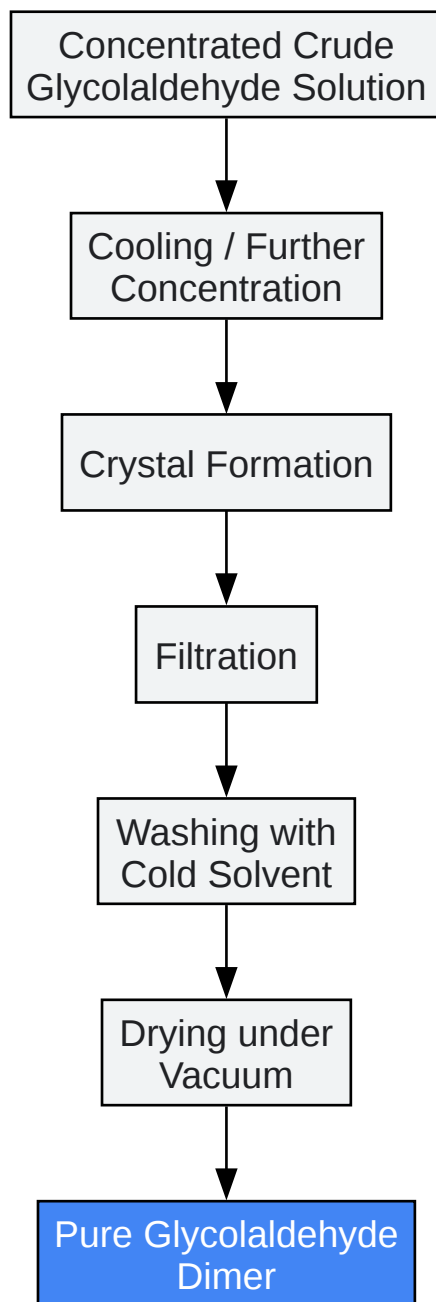 Concentrated Crude
Glycolaldehyde Solution
Cooling / Further
Concentration
Crystal Formation
Filtration
Washing with
Cold Solvent
Drying under
Vacuum
Pure Glycolaldehyde
Dimer